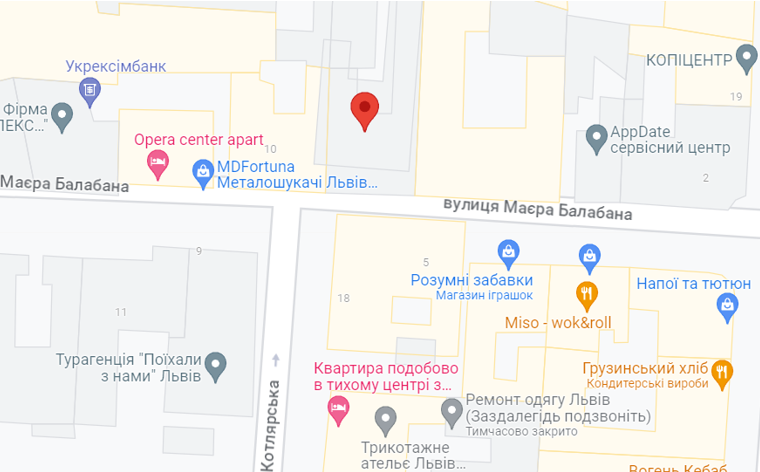 КОПІЦЕНТР
Укрексімбанк
19
Фірма
ЛЕКС..."
AppDate
сервісний центр
Opera center apart
10
MDFortuna
Металошукачі Львів...
2
Маєра Балабана
вулиця Маєра Балабана
9
5
Розумні забавки
Магазин іграшок
Напої та тютюн
18
11
Miso - wok&roll
Турагенція "Поїхали
з нами" Львів
Квартира подобово
в тихому центрі з...
Грузинський хліб
Кондитерські вироби
Котлярська
Ремонт одягу Львів
(Заздалегідь подзвоніть)
Тимчасово закрито
Трикотажне
ательє Львів...
Вогень Кебаб